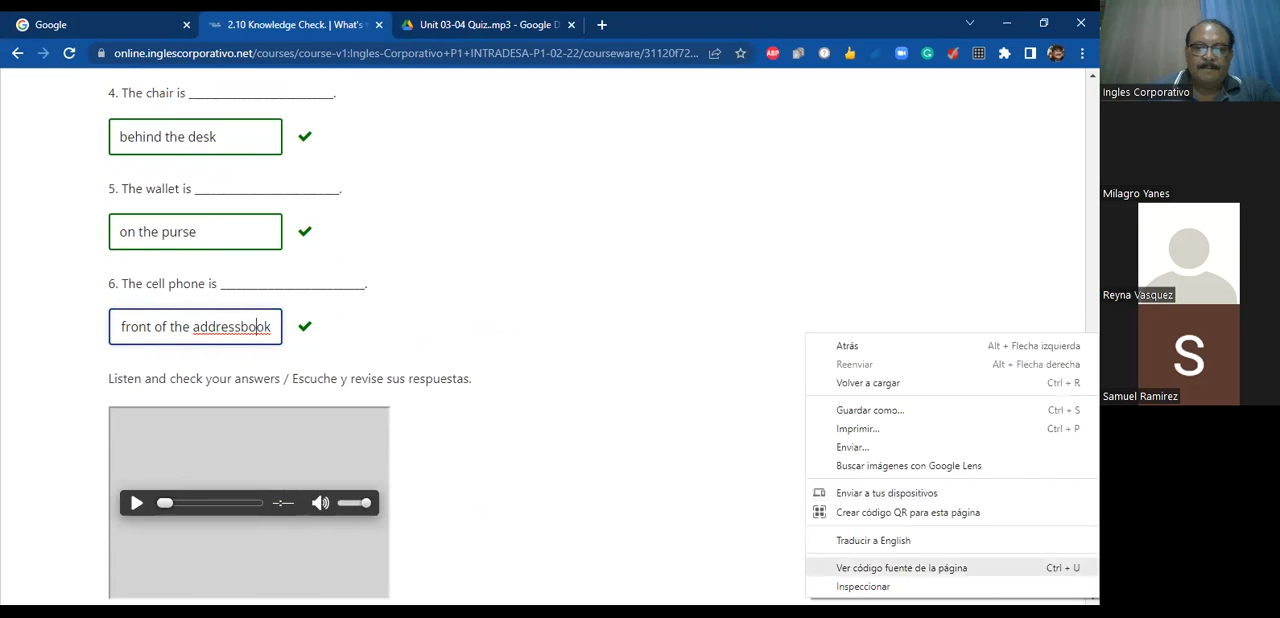 Google
2.10 Knowledge Check. | What's
Unit 03-04 Quiz..mp3 - Google D
online.inglescorporativo.net/courses/course-v1:Ingles-Corporativo+P1+INTRADESA-P1-02-22/courseware/31120f72...
ABP
4. The chair is ________________________.
behind the desk
5. The wallet is ________________________.
on the purse
6. The cell phone is ________________________.
front of the addressbook
Listen and check your answers / Escuche y revise sus respuestas.
-:--
Atrás Alt + Flecha izquierda
Reenviar Alt + Flecha derecha
Volver a cargar Ctrl + R
Guardar como... Ctrl + S
Imprimir... Ctrl + P
Enviar...
Buscar imágenes con Google Lens
Enviar a tus dispositivos
Crear código QR para esta página
Traducir a English
Ver código fuente de la página Ctrl + U
Inspeccionar
Ingles Corporativo
Milagro Yanes
Reyna Vasquez
S
Samuel Ramirez